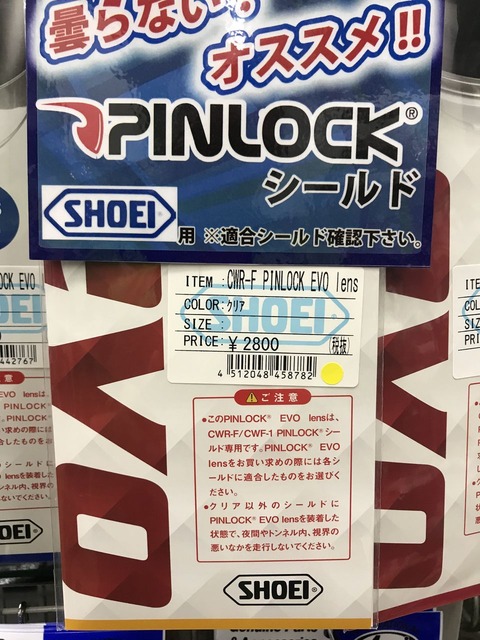 曇らない!
オススメ!!
PINLOCK®
シールド
SHOEI 用 ※適合シールド確認下さい。
LOCK EVO
ITEM :CWR-F PINLOCK EVO lens
COLOR:クリア
SIZE :
PRICE:¥2800 (税抜)
SHOEI
4 512048 458782
442767
ITEM
COLOR
SIZE
PRICE
⚠ご注意
●このPINLOCK® EVO lensは、
CWR-F/CWF-1 PINLOCK®シー
ルド専用です。PINLOCK® EVO
lensをお買い求めの際には各シ
ールドに適合したものをお選びく
ださい。
●クリア以外のシールドに
PINLOCK® EVO lensを装着した
状態で、夜間やトンネル内、視界の
悪いなかを走行しないでください。
SHOEI